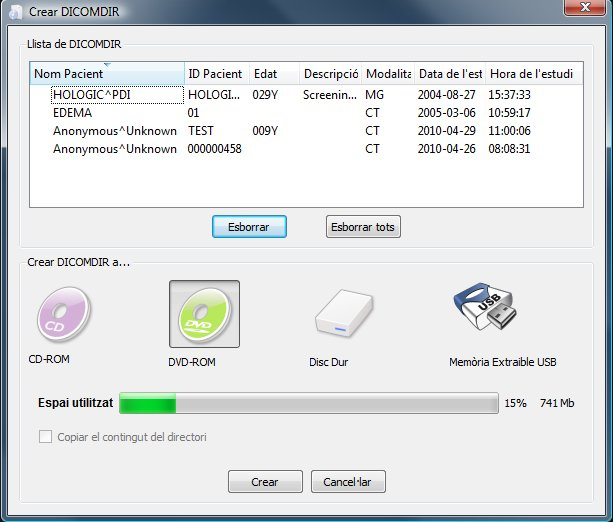 Crear DICOMDIR
Llista de DICOMDIR
Nom Pacient ID Pacient Edat Descripció Modalita Data de l'est Hora de l'estudi
HOLOGIC^PDI HOLOGI... 029Y Screenin... MG 2004-08-27 15:37:33
EDEMA 01 CT 2005-03-06 10:59:17
Anonymous^Unknown TEST 009Y CT 2010-04-29 11:00:06
Anonymous^Unknown 000000458 CT 2010-04-26 08:08:31
Esborrar Esborrar tots
Crear DICOMDIR a...
CD DVD USB
CD-ROM DVD-ROM Disc Dur Memòria Extraible USB
Espai utilitzat 15% 741 Mb
Copiar el contingut del directori
Crear Cancel·lar